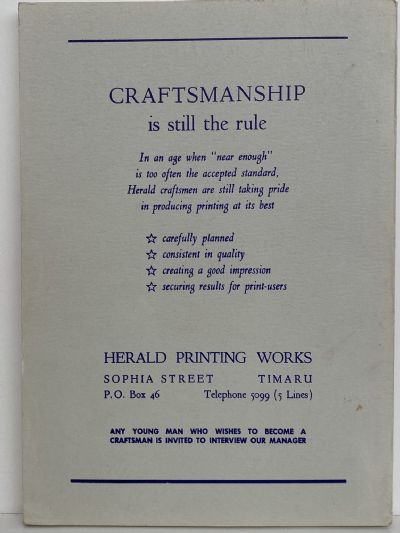 CRAFTSMANSHIP
is still the rule
In an age when "near enough"
is too often the accepted standard,
Herald craftsmen are still taking pride
in producing printing at its best
☆ carefully planned
☆ consistent in quality
☆ creating a good impression
☆ securing results for print-users
HERALD PRINTING WORKS
SOPHIA STREET TIMARU
P.O. Box 46 Telephone 5099 (5 Lines)
ANY YOUNG MAN WHO WISHES TO BECOME A
CRAFTSMAN IS INVITED TO INTERVIEW OUR MANAGER